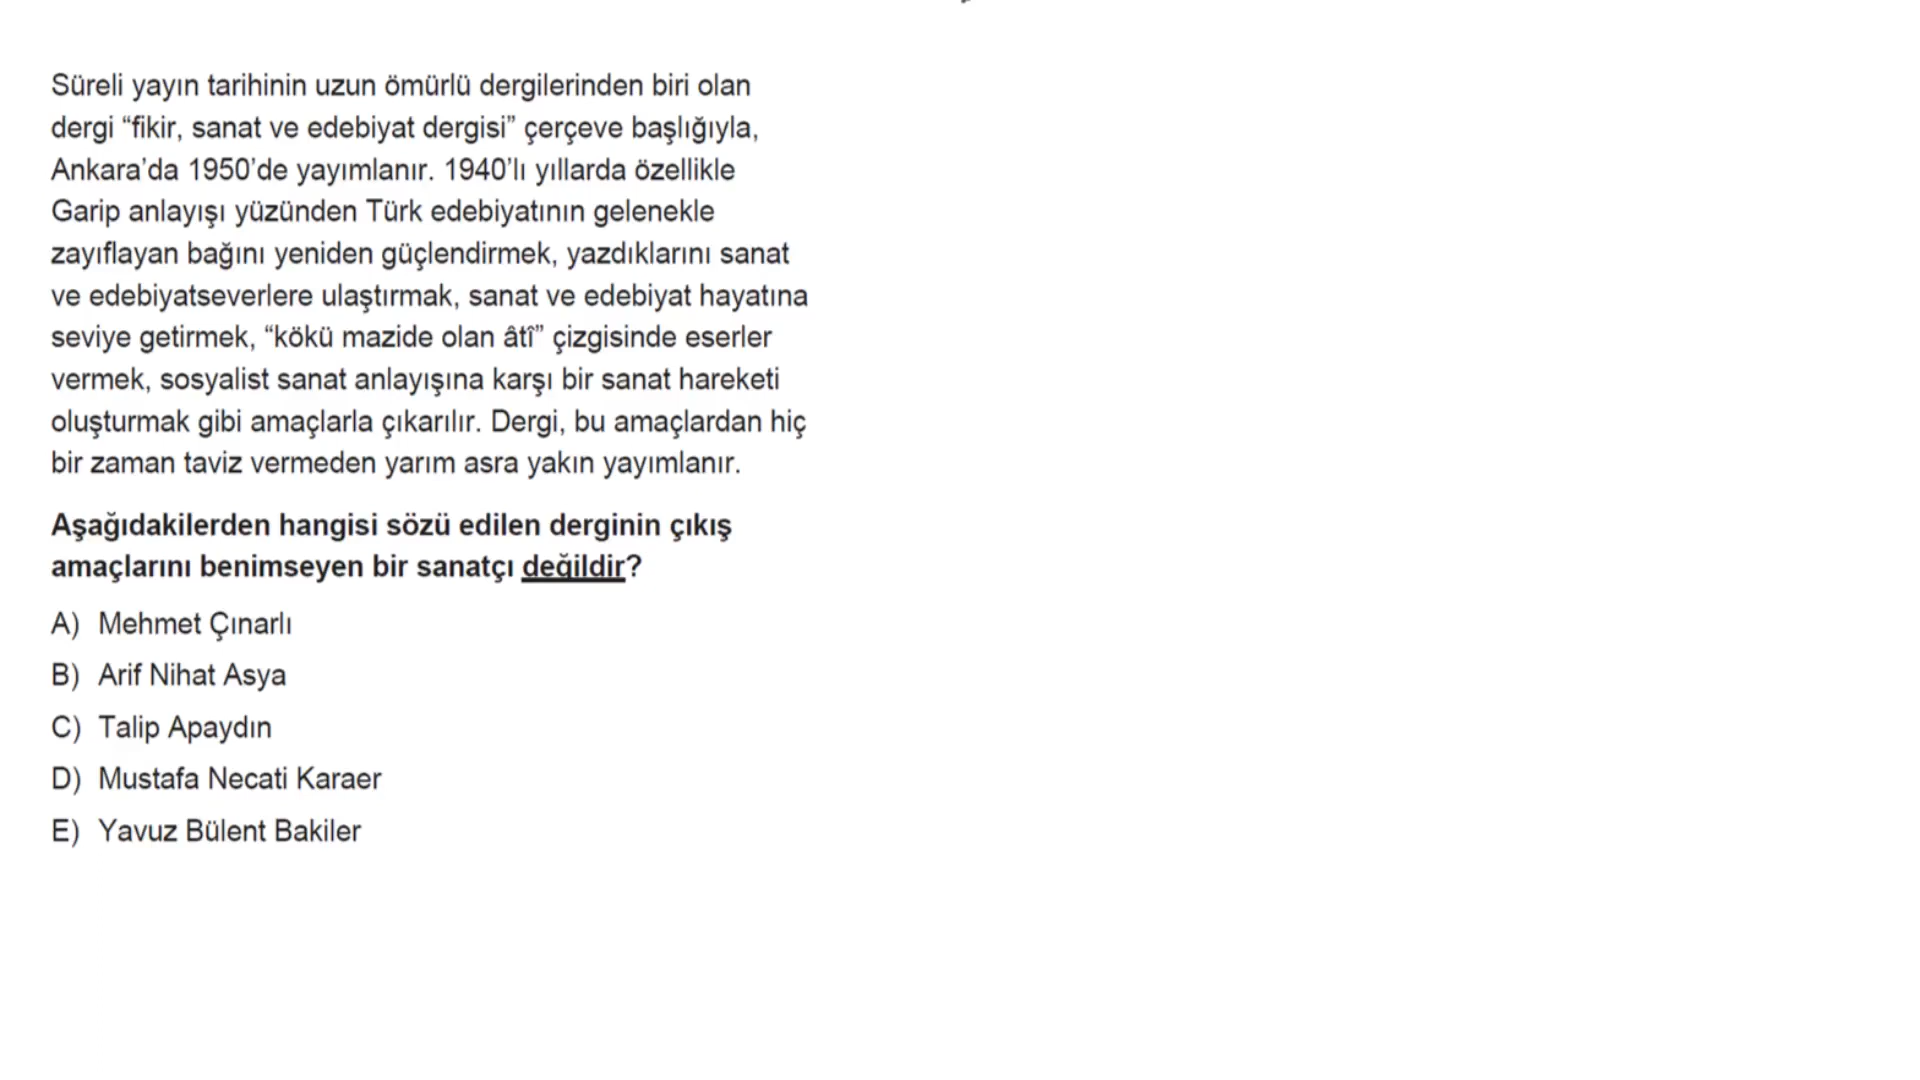 Süreli yayın tarihinin uzun ömürlü dergilerinden biri olan
dergi “fikir, sanat ve edebiyat dergisi” çerçeve başlığıyla,
Ankara’da 1950’de yayımlanır. 1940’lı yıllarda özellikle
Garip anlayışı yüzünden Türk edebiyatının gelenekle
zayıflayan bağını yeniden güçlendirmek, yazdıklarını sanat
ve edebiyatseverlere ulaştırmak, sanat ve edebiyat hayatına
seviye getirmek, “kökü mazide olan âtî” çizgisinde eserler
vermek, sosyalist sanat anlayışına karşı bir sanat hareketi
oluşturmak gibi amaçlarla çıkarılır. Dergi, bu amaçlardan hiç
bir zaman taviz vermeden yarım asra yakın yayımlanır.
Aşağıdakilerden hangisi sözü edilen derginin çıkış
amaçlarını benimseyen bir sanatçı değildir?
A) Mehmet Çınarlı
B) Arif Nihat Asya
C) Talip Apaydın
D) Mustafa Necati Karaer
E) Yavuz Bülent Bakiler